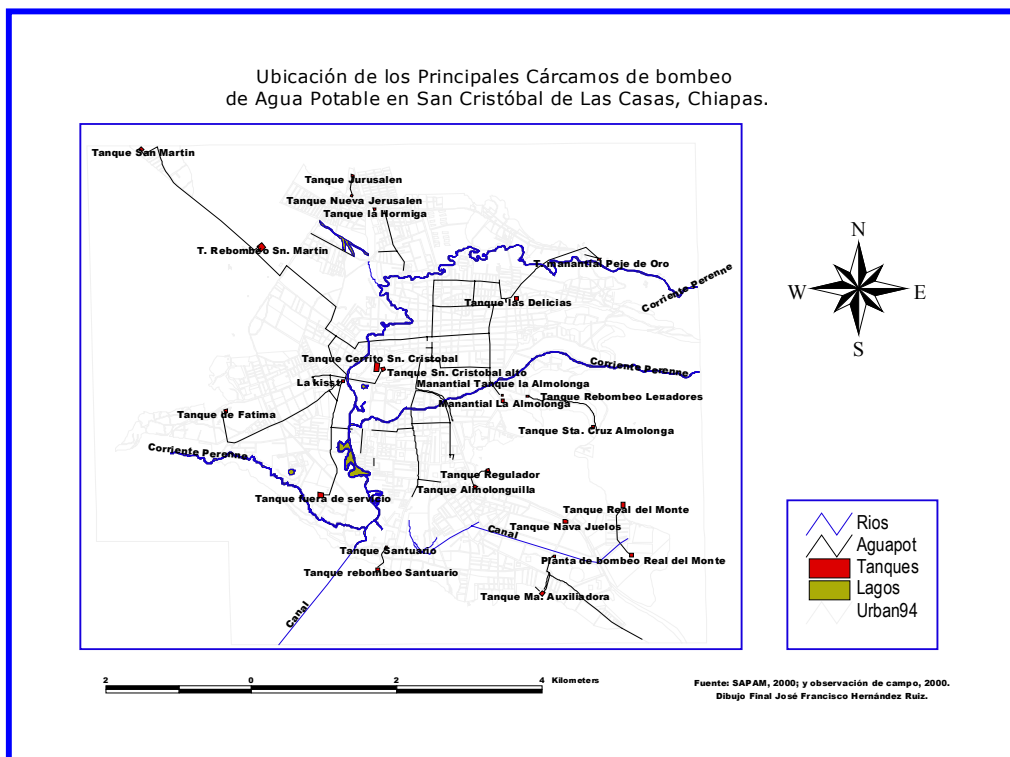 Ubicación de los Principales Cárcamos de bombeo
de Agua Potable en San Cristóbal de Las Casas, Chiapas.
Tanque San Martin
Tanque Jurusalen
Tanque Nueva Jerusalen
Tanque la Hormiga
T. Rebombeo Sn. Martin
T. manantial Peje de Oro
Corriente Perenne
Tanque las Delicias
Tanque Cerrito Sn. Cristobal
Tanque Sn. Cristobal alto
Corriente Perenne
La kisst
Manantial Tanque la Almolonga
Manantial La Almolonga
Tanque Rebombeo Lenadores
Tanque de Fatima
Tanque Sta. Cruz Almolonga
Corriente Perenne
Tanque Regulador
Tanque Almolonguilla
Tanque fuera de servicio
Tanque Real del Monte
Tanque Nava Juelos
Canal
Tanque Santuario
Planta de bombeo Real del Monte
Tanque rebombeo Santuario
Tanque Ma. Auxiliadora
Canal
N
W
E
S
Rios
Aguapot
Tanques
Lagos
Urban94
2 0 2 4 Kilometers
Fuente: SAPAM, 2000; y observación de campo, 2000.
Dibujo Final José Francisco Hernández Ruiz.